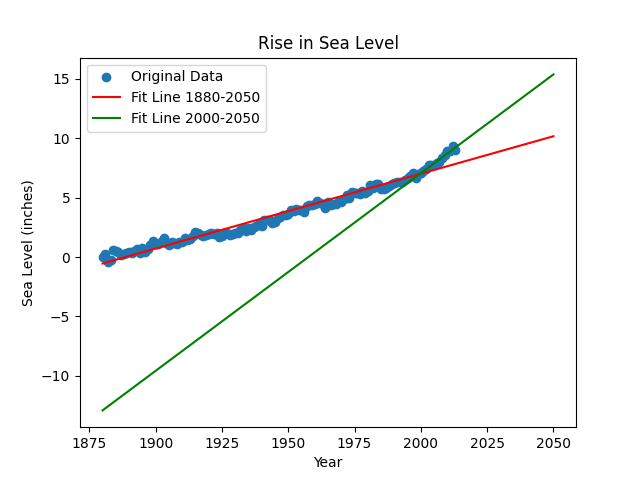 Rise in Sea Level
Original Data
Fit Line 1880-2050
Fit Line 2000-2050
15
10
5
0
−5
−10
Sea Level (inches)
1875
1900
1925
1950
1975
2000
2025
2050
Year